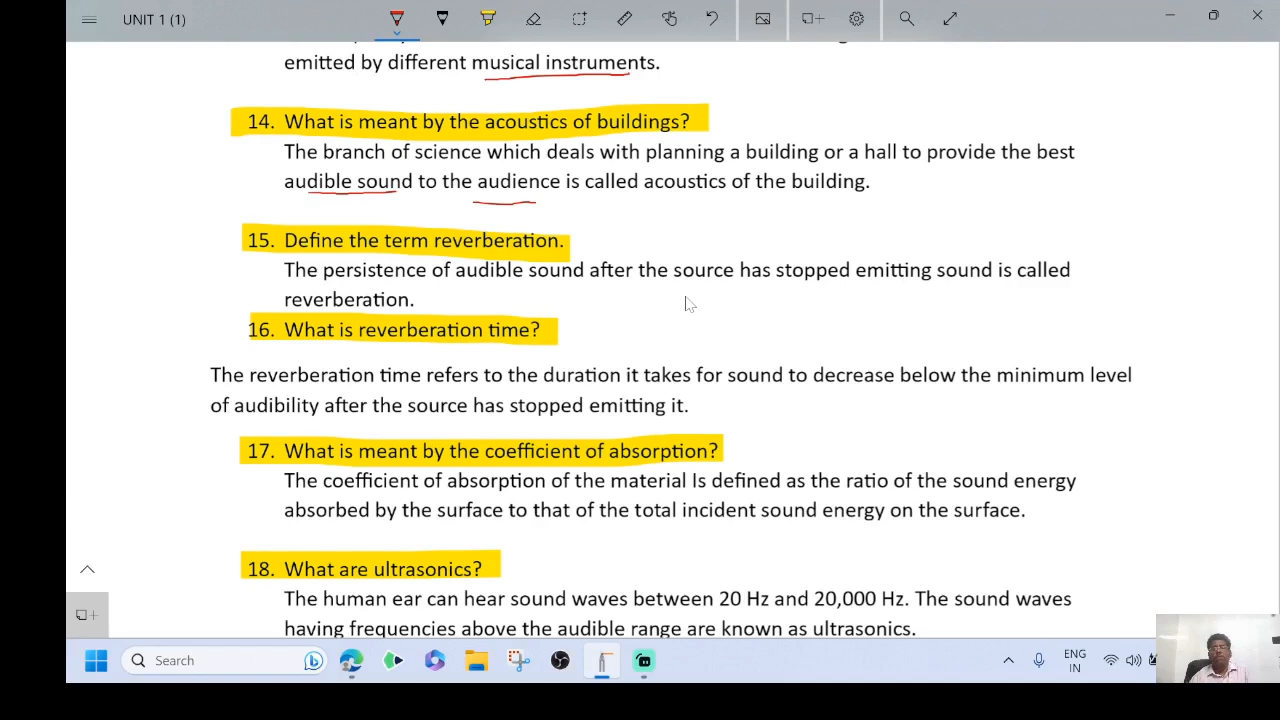 UNIT 1 (1)
emitted by different musical instruments.
14. What is meant by the acoustics of buildings?
The branch of science which deals with planning a building or a hall to provide the best
audible sound to the audience is called acoustics of the building.
15. Define the term reverberation.
The persistence of audible sound after the source has stopped emitting sound is called
reverberation.
16. What is reverberation time?
The reverberation time refers to the duration it takes for sound to decrease below the minimum level
of audibility after the source has stopped emitting it.
17. What is meant by the coefficient of absorption?
The coefficient of absorption of the material Is defined as the ratio of the sound energy
absorbed by the surface to that of the total incident sound energy on the surface.
18. What are ultrasonics?
The human ear can hear sound waves between 20 Hz and 20,000 Hz. The sound waves
having frequencies above the audible range are known as ultrasonics.
Search
ENG
IN